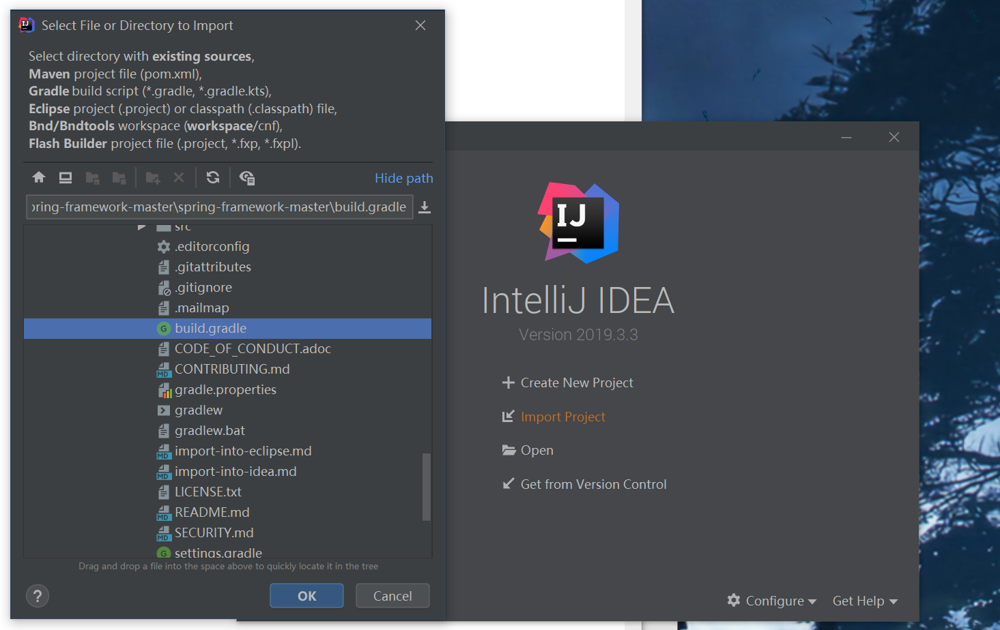 Select File or Directory to Import
Select directory with existing sources,
Maven project file (pom.xml),
Gradle build script (*.gradle, *.gradle.kts),
Eclipse project (.project) or classpath (.classpath) file,
Bnd/Bndtools workspace (workspace/cnf),
Flash Builder project file (.project, *.fxp, *.fxpl).
Hide path
ring-framework-master\spring-framework-master\build.gradle
src
.editorconfig
.gitattributes
.gitignore
.mailmap
build.gradle
CODE_OF_CONDUCT.adoc
CONTRIBUTING.md
gradle.properties
gradlew
gradlew.bat
import-into-eclipse.md
import-into-idea.md
LICENSE.txt
README.md
SECURITY.md
settings.gradle
Drag and drop a file into the space above to quickly locate it in the tree
?
OK
Cancel
IJ
IntelliJ IDEA
Version 2019.3.3
Create New Project
Import Project
Open
Get from Version Control
Configure
Get Help